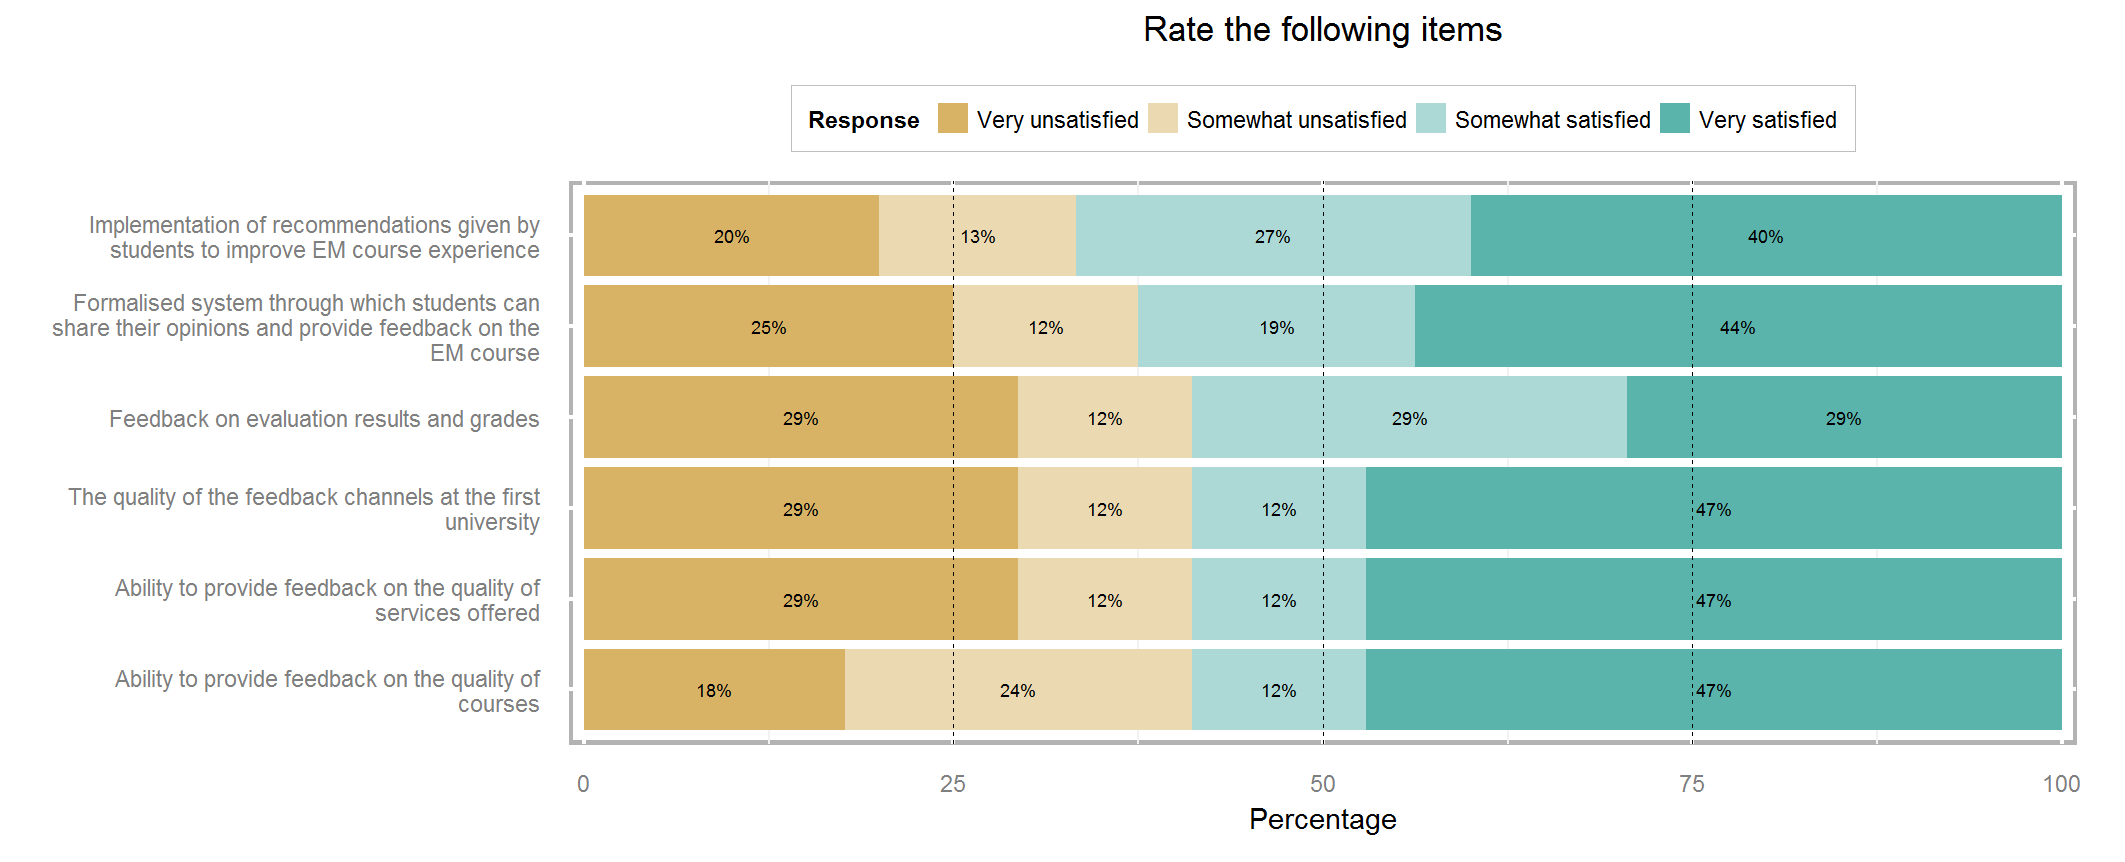 Rate the following items
Response Very unsatisfied Somewhat unsatisfied Somewhat satisfied Very satisfied
Implementation of recommendations given by
students to improve EM course experience
20% 13% 27% 40%
Formalised system through which students can
share their opinions and provide feedback on the
EM course
25% 12% 19% 44%
Feedback on evaluation results and grades
29% 12% 29% 29%
The quality of the feedback channels at the first
university
29% 12% 12% 47%
Ability to provide feedback on the quality of
services offered
29% 12% 12% 47%
Ability to provide feedback on the quality of
courses
18% 24% 12% 47%
0 25 50 75 100
Percentage